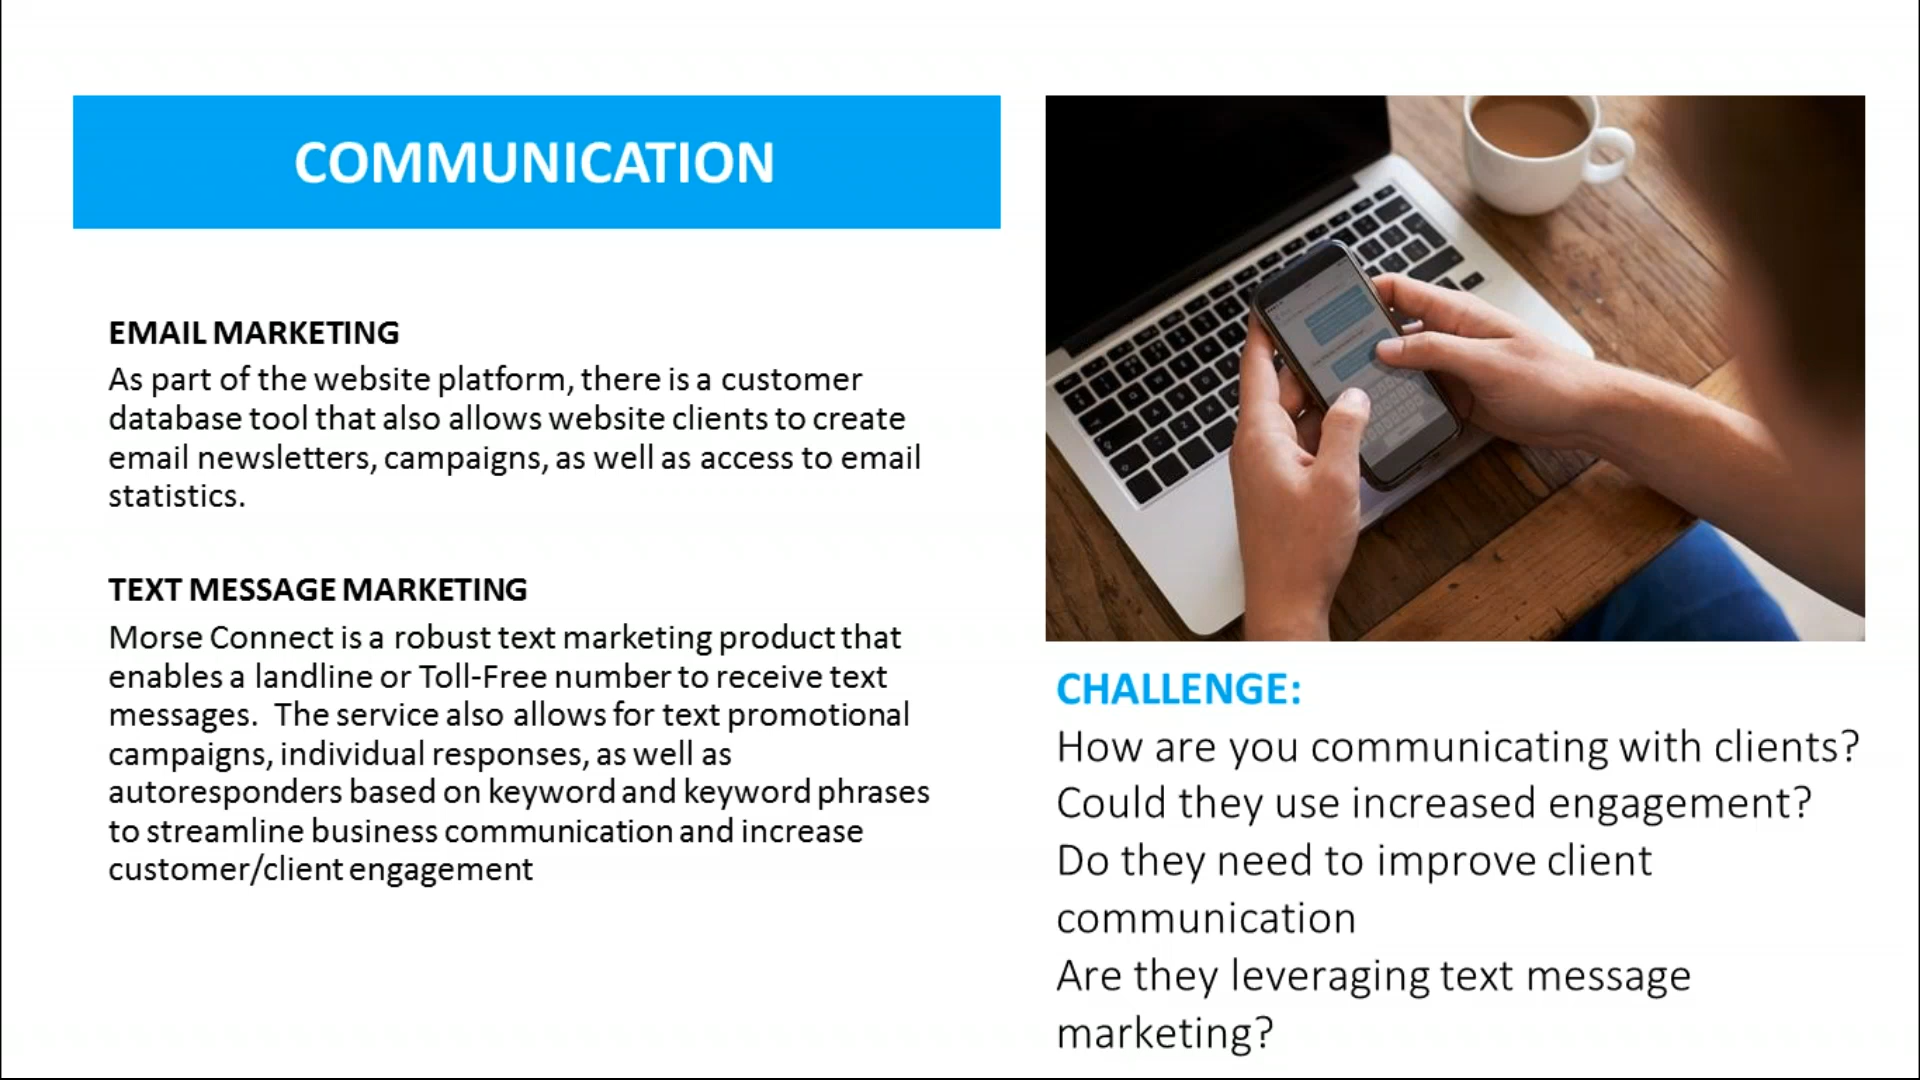 COMMUNICATION
EMAIL MARKETING
As part of the website platform, there is a customer
database tool that also allows website clients to create
email newsletters, campaigns, as well as access to email
statistics.
TEXT MESSAGE MARKETING
Morse Connect is a robust text marketing product that
enables a landline or Toll-Free number to receive text
messages.  The service also allows for text promotional
campaigns, individual responses, as well as
autoresponders based on keyword and keyword phrases
to streamline business communication and increase
customer/client engagement
CHALLENGE:
How are you communicating with clients?
Could they use increased engagement?
Do they need to improve client
communication
Are they leveraging text message
marketing?